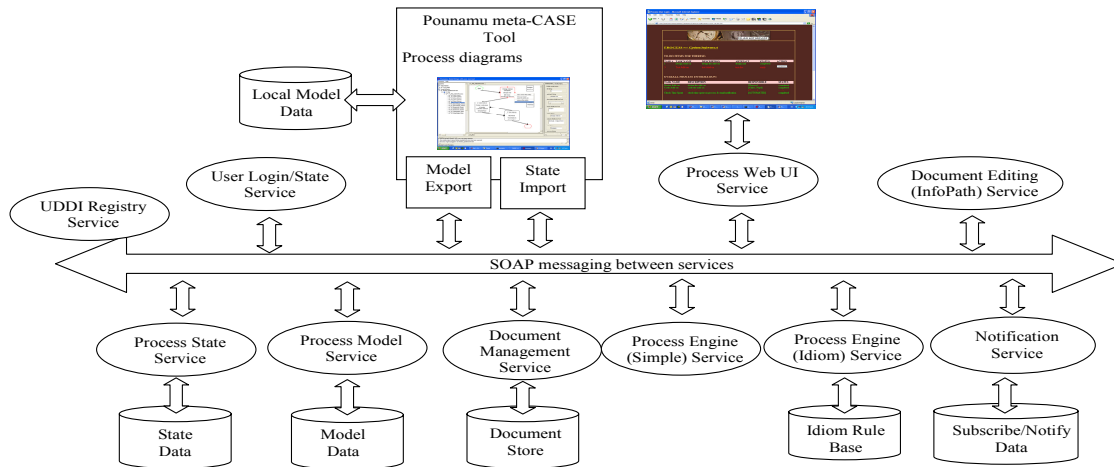 Pounamu meta-CASE
Tool
Process diagrams
Local Model
Data
Model
Export
State
Import
User Login/State
Service
Process Web UI
Service
Document Editing
(InfoPath) Service
UDDI Registry
Service
SOAP messaging between services
Process State
Service
Process Model
Service
Document
Management
Service
Process Engine
(Simple) Service
Process Engine
(Idiom) Service
Notification
Service
State
Data
Model
Data
Document
Store
Idiom Rule
Base
Subscribe/Notify
Data